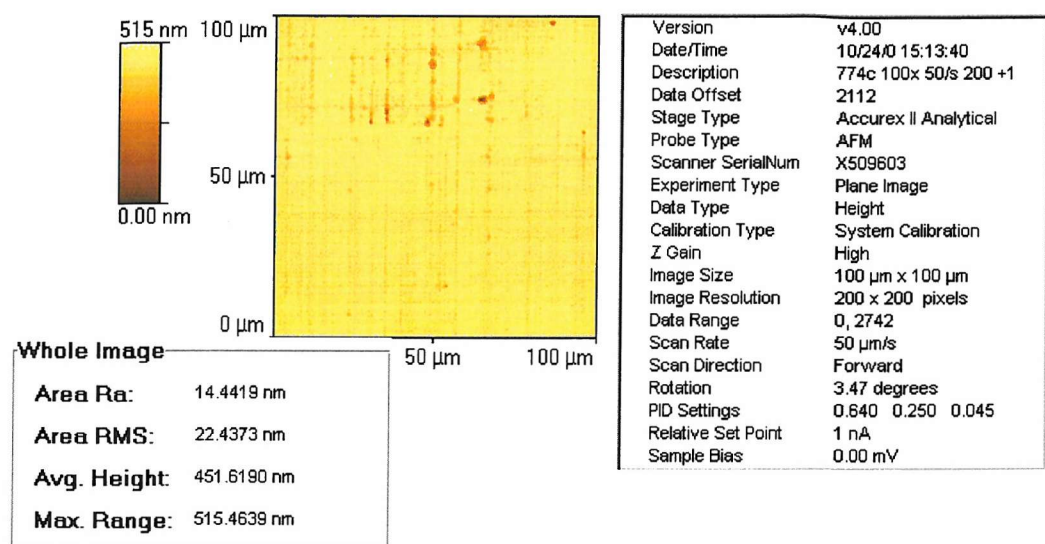 515 nm
0.00 nm
100 µm
50 µm
0 µm
50 µm
100 µm
Whole Image
Area Ra: 14.4419 nm
Area RMS: 22.4373 nm
Avg. Height: 451.6190 nm
Max. Range: 515.4639 nm
Version v4.00
Date/Time 10/24/0 15:13:40
Description 774c 100x 50/s 200 +1
Data Offset 2112
Stage Type Accurex II Analytical
Probe Type AFM
Scanner SerialNum X509603
Experiment Type Plane Image
Data Type Height
Calibration Type System Calibration
Z Gain High
Image Size 100 µm x 100 µm
Image Resolution 200 x 200 pixels
Data Range 0, 2742
Scan Rate 50 µm/s
Scan Direction Forward
Rotation 3.47 degrees
PID Settings 0.640 0.250 0.045
Relative Set Point 1 nA
Sample Bias 0.00 mV